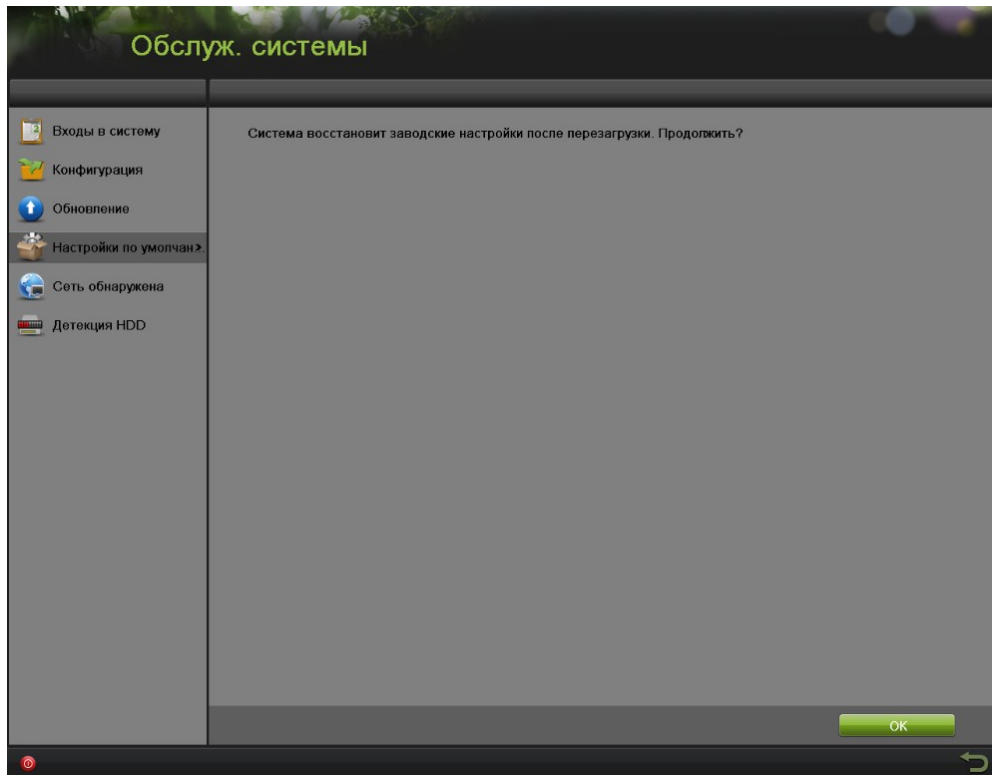 Обслуж. системы
Входы в систему
Система восстановит заводские настройки после перезагрузки. Продолжить?
Конфигурация
Обновление
Настройки по умолчан>.
Сеть обнаружена
Детекция HDD
OK